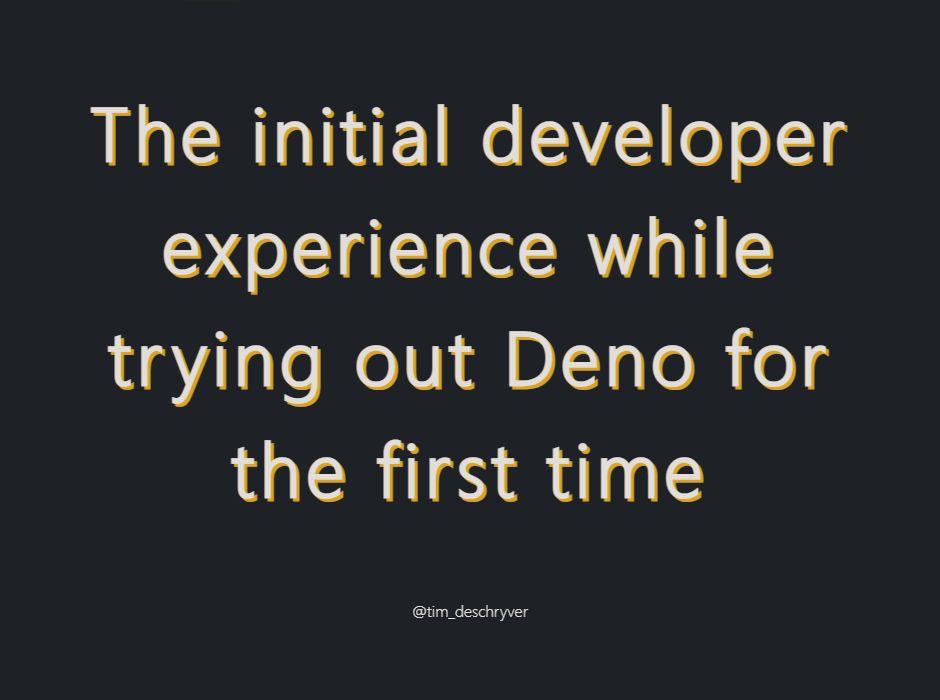 The initial developer
experience while
trying out Deno for
the first time
@tim_deschryver